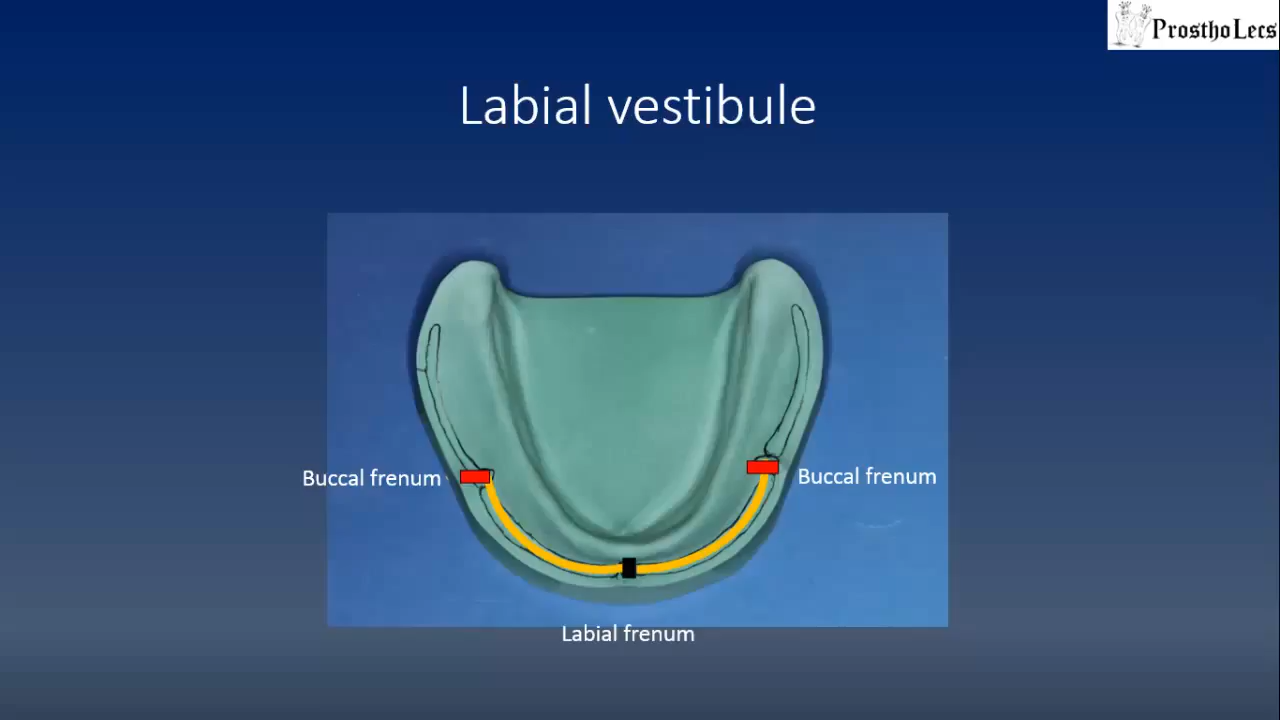 ProsthoLecs
Labial vestibule
Buccal frenum
Buccal frenum
Labial frenum